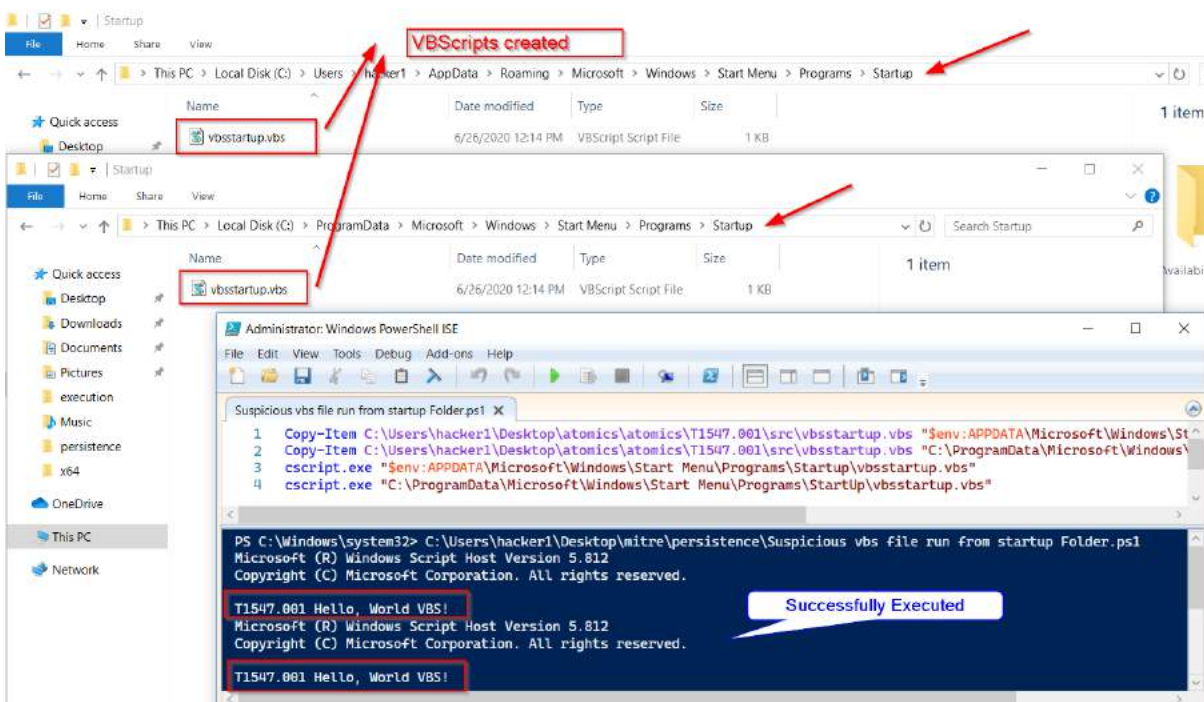 Startup
VBScripts created
File Home Share View
This PC > Local Disk (C:) > Users > hacker1 > AppData > Roaming > Microsoft > Windows > Start Menu > Programs > Startup
Name Date modified Type Size
1 item
Quick access
vbsstartup.vbs 6/26/2020 12:14 PM VBScript Script File 1 KB
Desktop
Startup
File Home Share View
This PC > Local Disk (C:) > ProgramData > Microsoft > Windows > Start Menu > Programs > Startup
Search Startup
Name Date modified Type Size
1 item
Quick access
vbsstartup.vbs 6/26/2020 12:14 PM VBScript Script File 1 KB
Availabi
Desktop
Downloads
Documents
Pictures
execution
Music
persistence
x64
OneDrive
This PC
Network
Administrator: Windows PowerShell ISE
File Edit View Tools Debug Add-ons Help
Suspicious vbs file run from startup Folder.ps1 X
1 Copy-Item C:\Users\hacker1\Desktop\atomics\atomics\T1547.001\src\vbsstartup.vbs "$env:APPDATA\Microsoft\Windows\St
2 Copy-Item C:\Users\hacker1\Desktop\atomics\atomics\T1547.001\src\vbsstartup.vbs "C:\ProgramData\Microsoft\Windows\
3 cscript.exe "$env:APPDATA\Microsoft\Windows\Start Menu\Programs\Startup\vbsstartup.vbs"
4 cscript.exe "C:\ProgramData\Microsoft\Windows\Start Menu\Programs\StartUp\vbsstartup.vbs"
PS C:\Windows\system32> C:\Users\hacker1\Desktop\mitre\persistence\Suspicious vbs file run from startup Folder.ps1
Microsoft (R) Windows Script Host Version 5.812
Copyright (C) Microsoft Corporation. All rights reserved.
T1547.001 Hello, World VBS!
Successfully Executed
Microsoft (R) Windows Script Host Version 5.812
Copyright (C) Microsoft Corporation. All rights reserved.
T1547.001 Hello, World VBS!